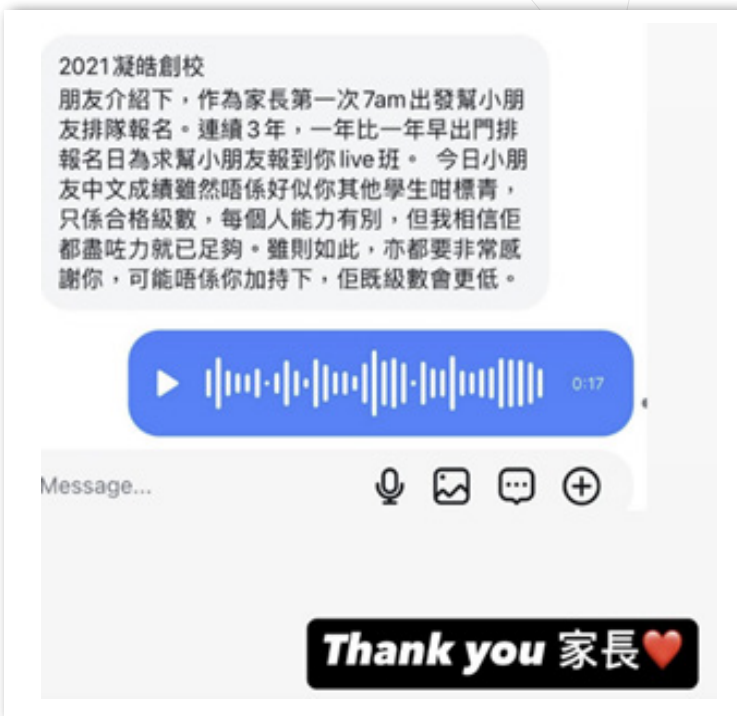 2021凝皓創校
朋友介紹下，作為家長第一次7am出發幫小朋
友排隊報名。連續3年，一年比一年早出門排
報名日為求幫小朋友報到你live班。 今日小朋
友中文成績雖然唔係好似你其他學生咁標青，
只係合格級數，每個人能力有別，但我相信佢
都盡咗力就已足夠。雖則如此，亦都要非常感
謝你，可能唔係你加持下，佢既級數會更低。
0:17
Message...
Thank you 家長❤️